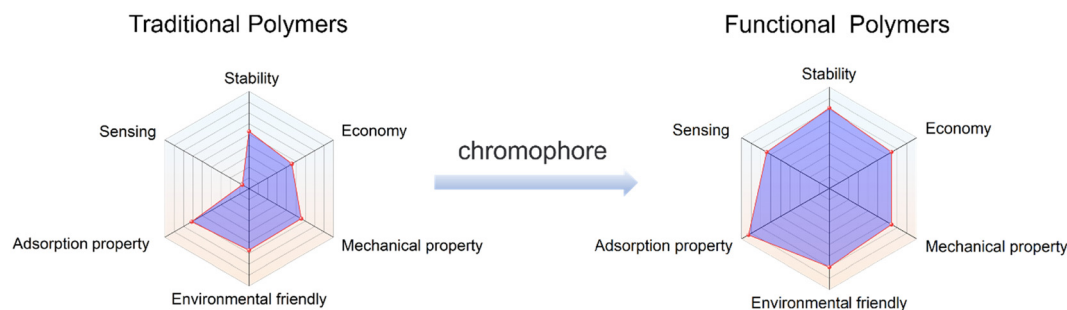 Traditional Polymers
Functional Polymers
Stability
Sensing
Economy
Adsorption property
Mechanical property
Environmental friendly
chromophore
Stability
Sensing
Economy
Adsorption property
Mechanical property
Environmental friendly